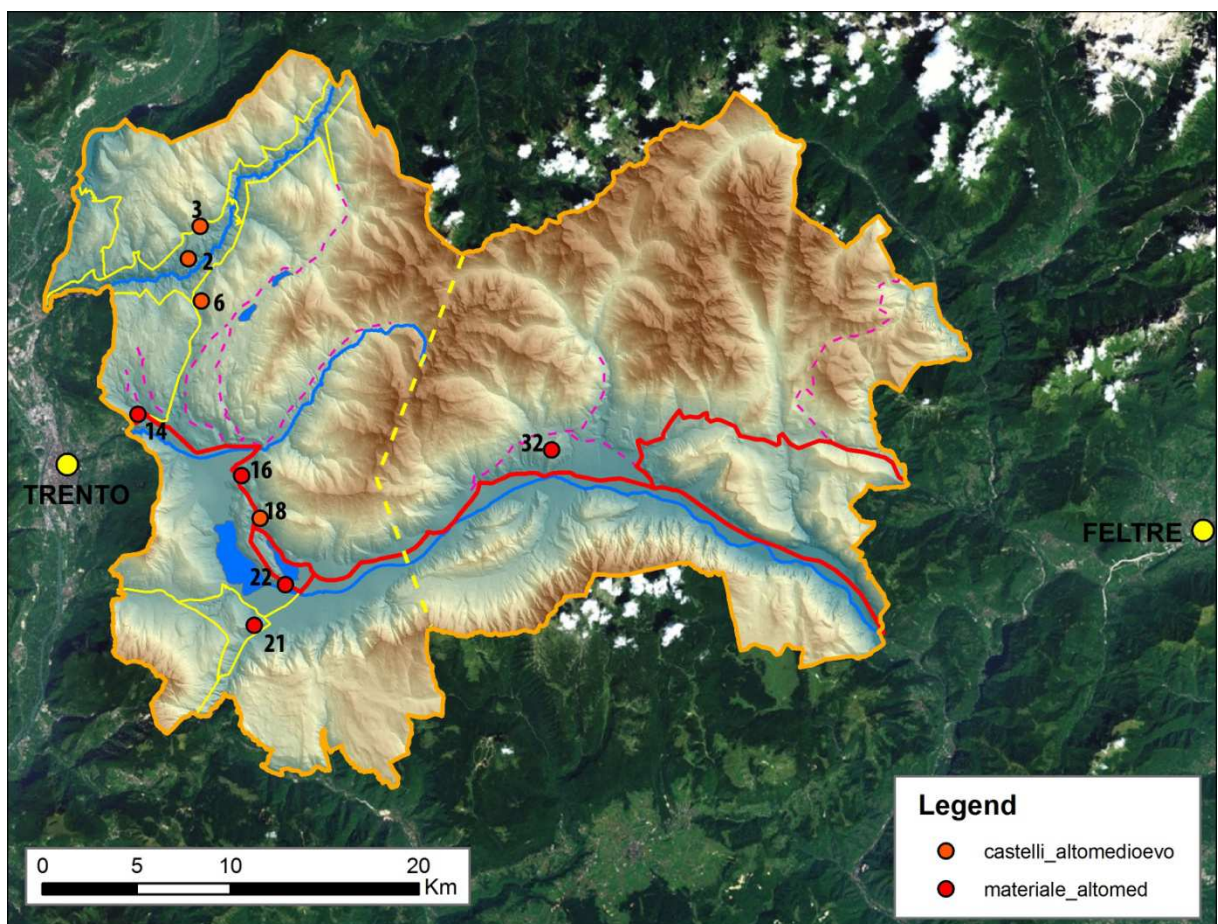 3
2
6
14
32
16
TRENTO
18
FELTRE
22
21
Legend
castelli_altomedioevo
materiale_altomed
0 5 10 20
Km